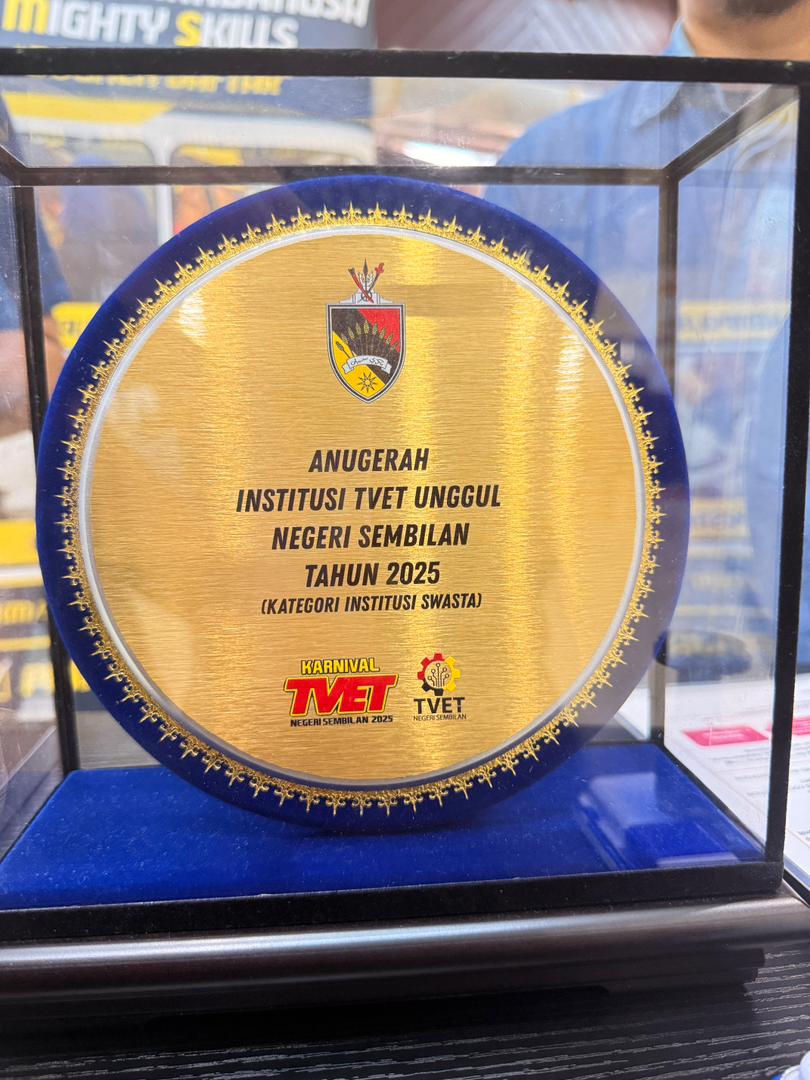 MIGHTY SKILLS
ANUGERAH
INSTITUSI TVET UNGGUL
NEGERI SEMBILAN
TAHUN 2025
(KATEGORI INSTITUSI SWASTA)
KARNIVAL
TVET
NEGERI SEMBILAN 2025
TVET
NEGERI SEMBILAN